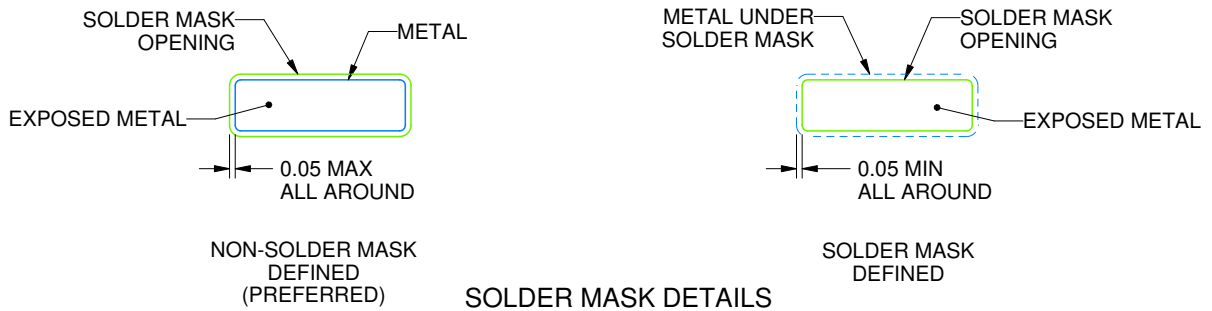 SOLDER MASK
OPENING
METAL
EXPOSED METAL
0.05 MAX
ALL AROUND
NON-SOLDER MASK
DEFINED
(PREFERRED)
METAL UNDER
SOLDER MASK
SOLDER MASK
OPENING
EXPOSED METAL
0.05 MIN
ALL AROUND
SOLDER MASK
DEFINED
SOLDER MASK DETAILS